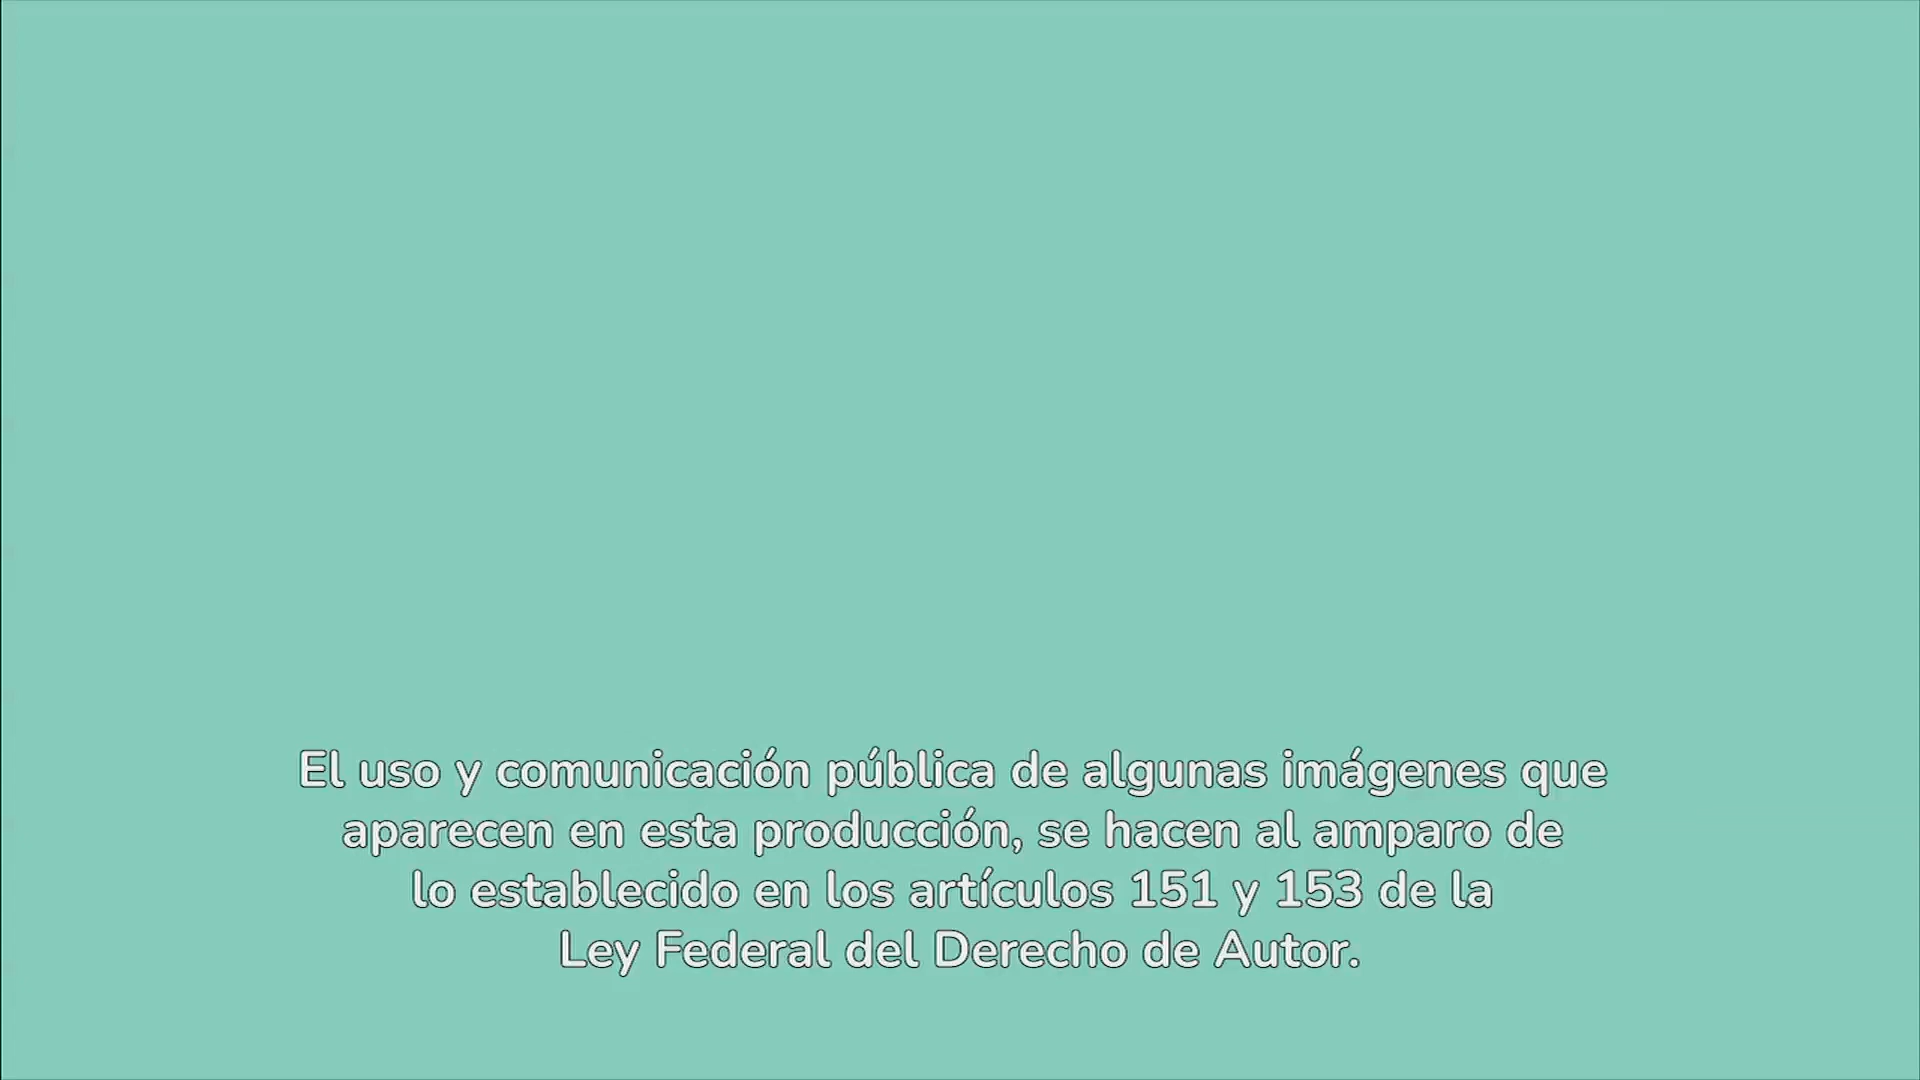 El uso y comunicación pública de algunas imágenes que
aparecen en esta producción, se hacen al amparo de
lo establecido en los artículos 151 y 153 de la
Ley Federal del Derecho de Autor.